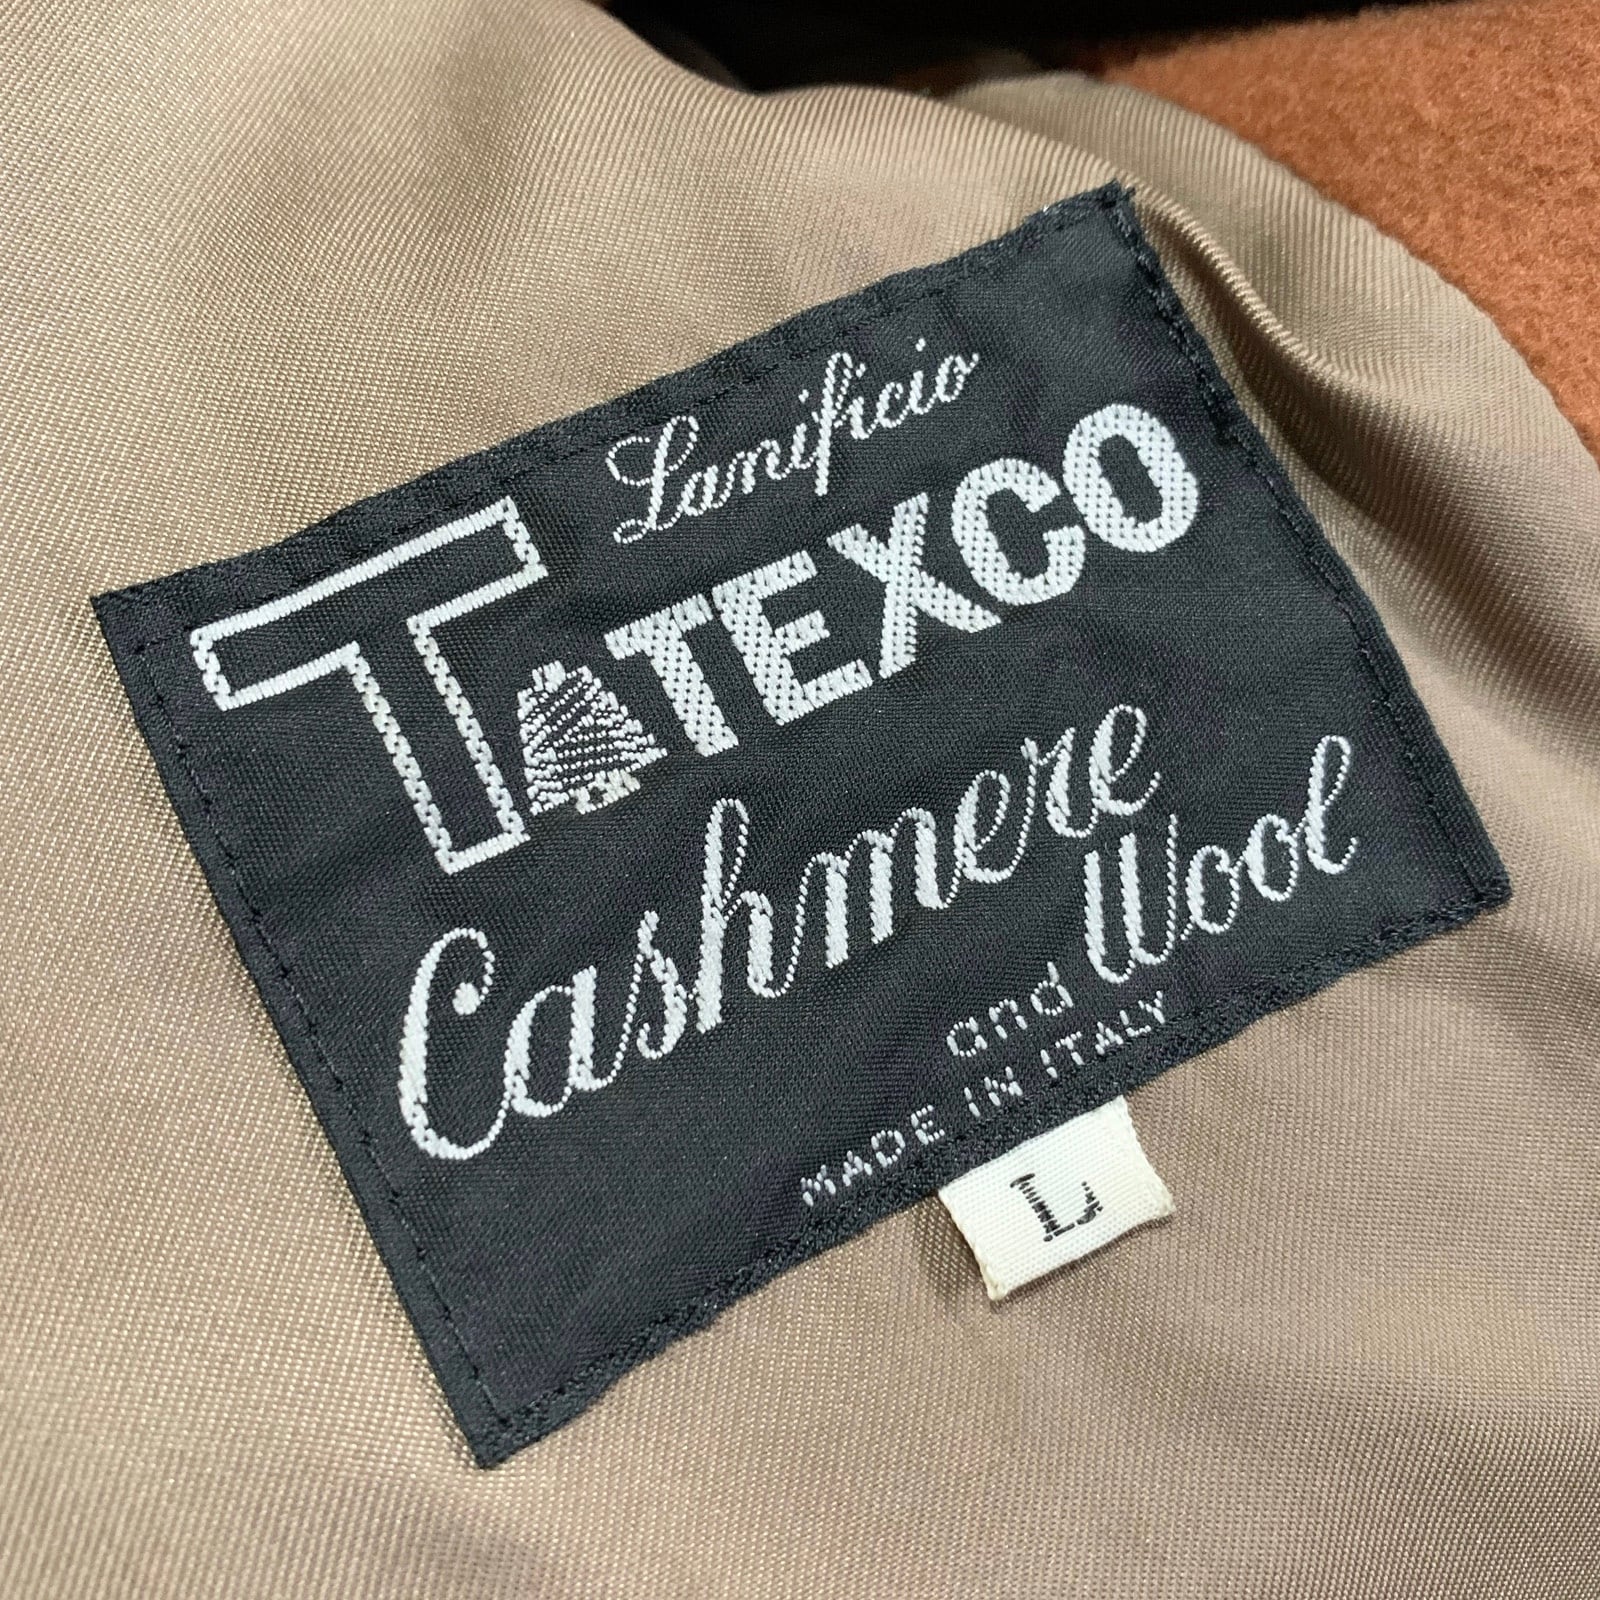 Lanificio
T TEXCO
Cashmere
and Wool
MADE IN ITALY
L